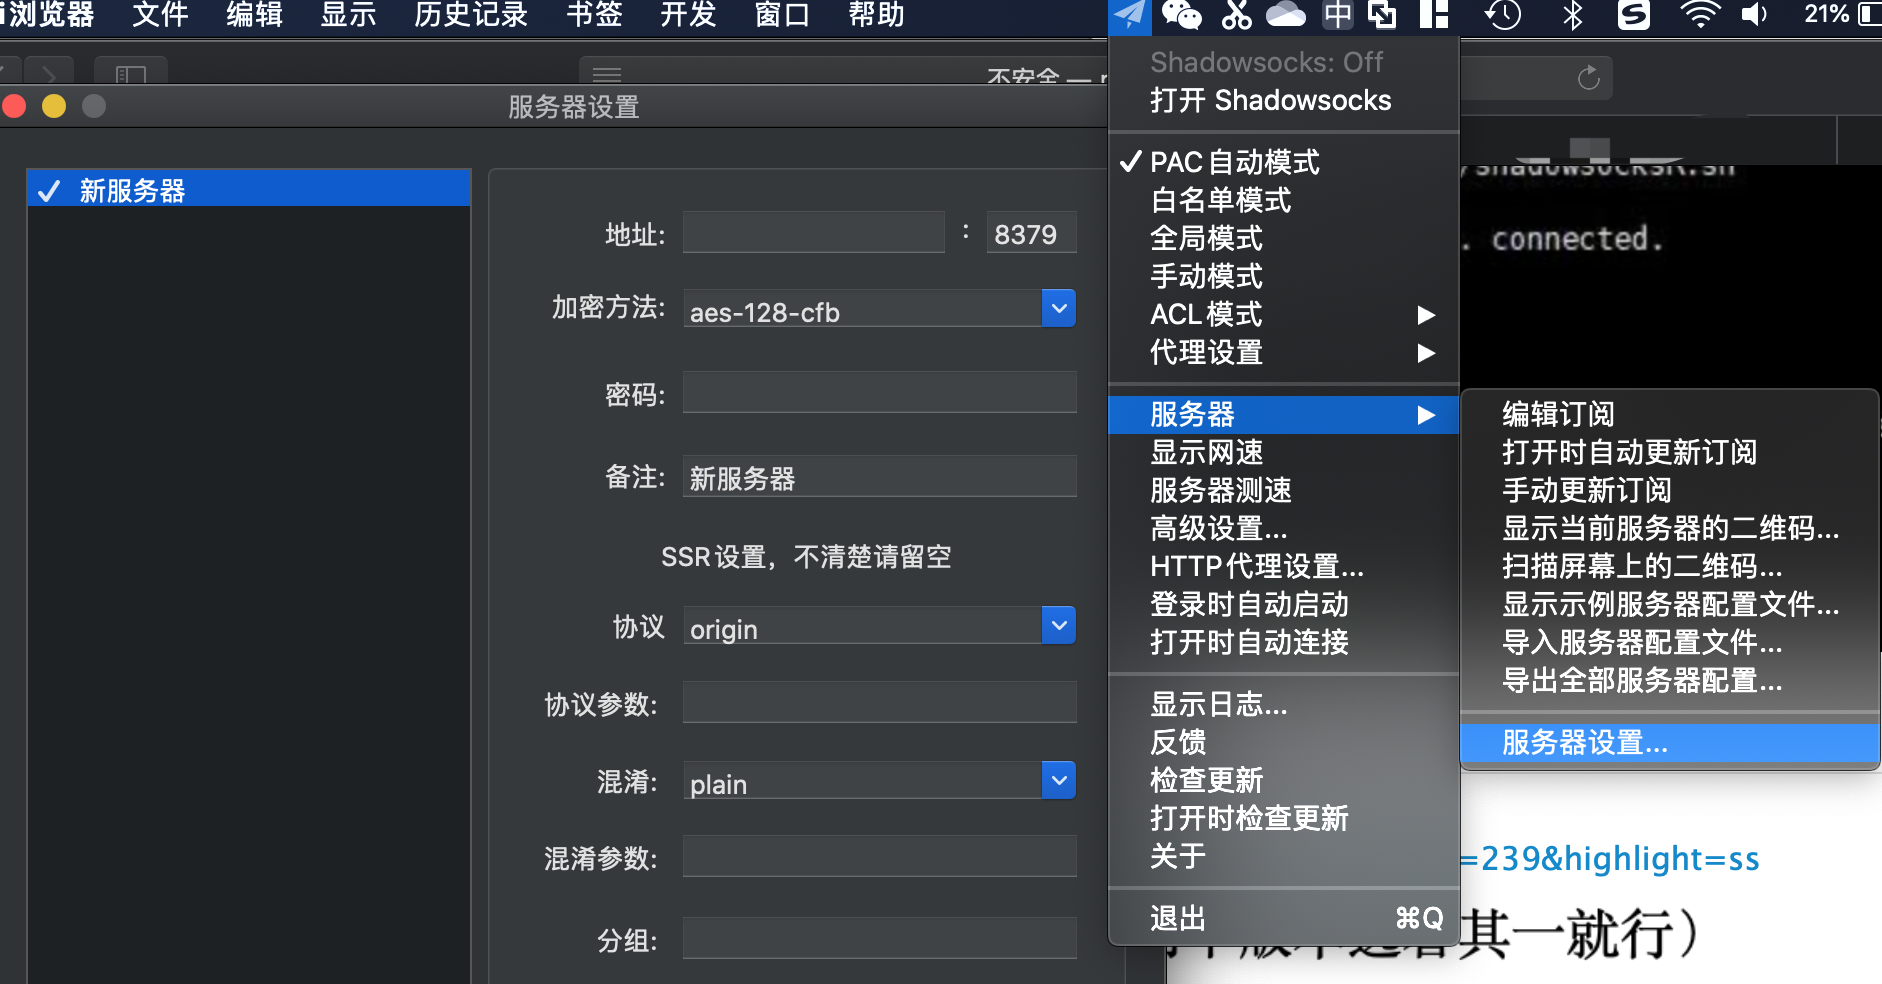 i浏览器 文件 编辑 显示 历史记录 书签 开发 窗口 帮助 中 S 21%
不安全 —
服务器设置
新服务器
地址: : 8379
加密方法: aes-128-cfb
密码:
备注: 新服务器
SSR设置，不清楚请留空
协议 origin
协议参数:
混淆: plain
混淆参数:
分组:
Shadowsocks: Off
打开 Shadowsocks
PAC自动模式
白名单模式
全局模式
手动模式
ACL模式
代理设置
服务器
显示网速
服务器测速
高级设置...
HTTP代理设置...
登录时自动启动
打开时自动连接
显示日志...
反馈
检查更新
打开时检查更新
关于
退出 ⌘Q
/shadowsocksR.sh
. connected.
编辑订阅
打开时自动更新订阅
手动更新订阅
显示当前服务器的二维码...
扫描屏幕上的二维码...
显示示例服务器配置文件...
导入服务器配置文件...
导出全部服务器配置...
服务器设置...
=239&highlight=ss
其一就行）